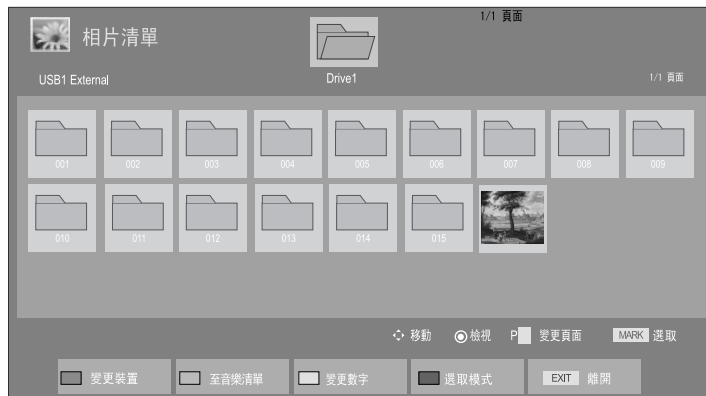 1/1 頁面
相片清單
USB1 External
Drive1
1/1 頁面
001 002 003 004 005 006 007 008 009
010 011 012 013 014 015
移動 檢視 P 變更頁面 MARK 選取
變更裝置 至音樂清單 變更數字 選取模式 EXIT 離開